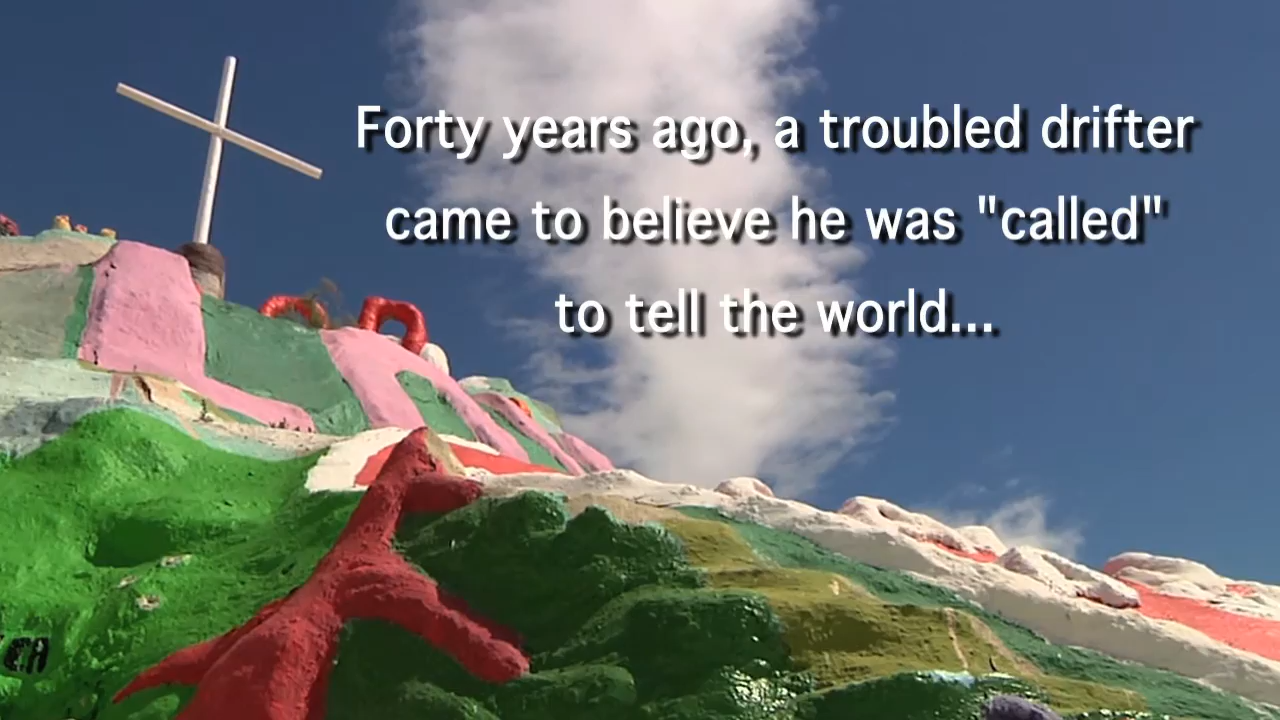 Forty years ago, a troubled drifter
came to believe he was "called"
to tell the world...